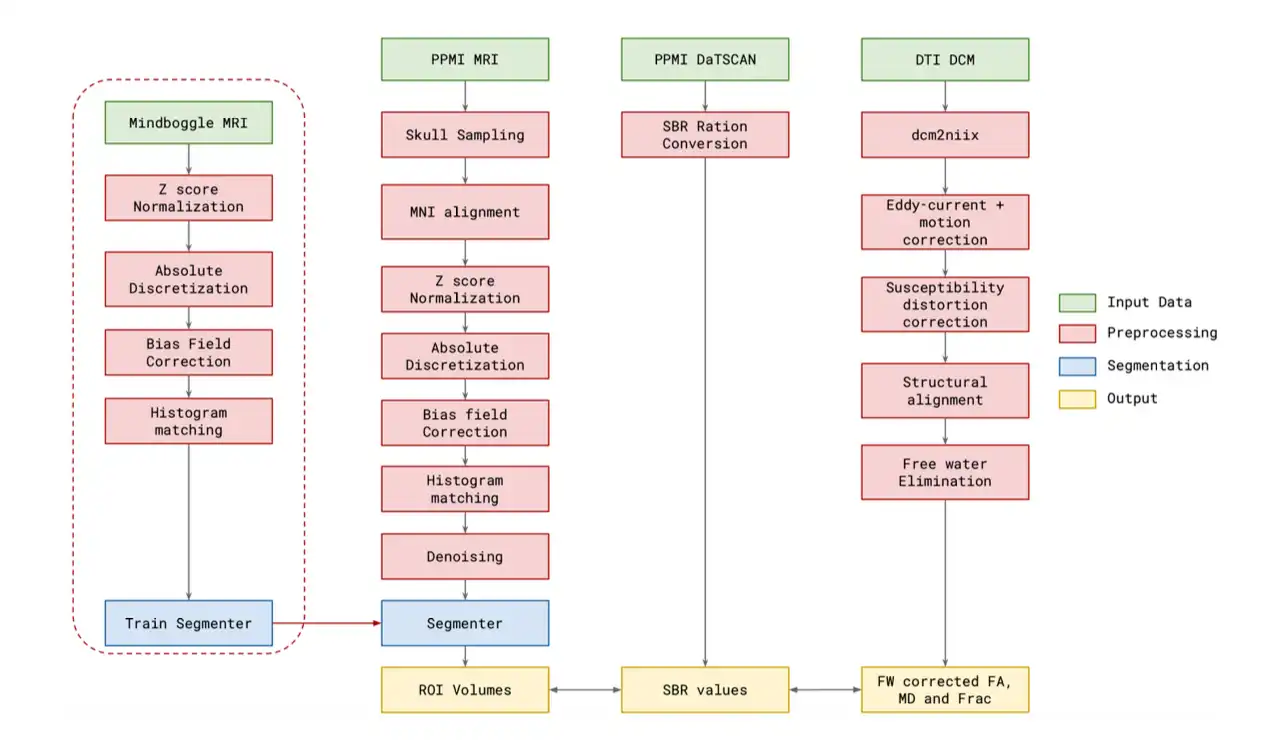 Mindboggle MRI
Z score
Normalization
Absolute
Discretization
Bias Field
Correction
Histogram
matching
Train Segmenter
PPMI MRI
Skull Sampling
MNI alignment
Z score
Normalization
Absolute
Discretization
Bias field
Correction
Histogram
matching
Denoising
Segmenter
ROI Volumes
PPMI DaTSCAN
SBR Ration
Conversion
SBR values
DTI DCM
dcm2niix
Eddy-current +
motion
correction
Susceptibility
distortion
correction
Structural
alignment
Free water
Elimination
FW corrected FA,
MD and Frac
Input Data
Preprocessing
Segmentation
Output